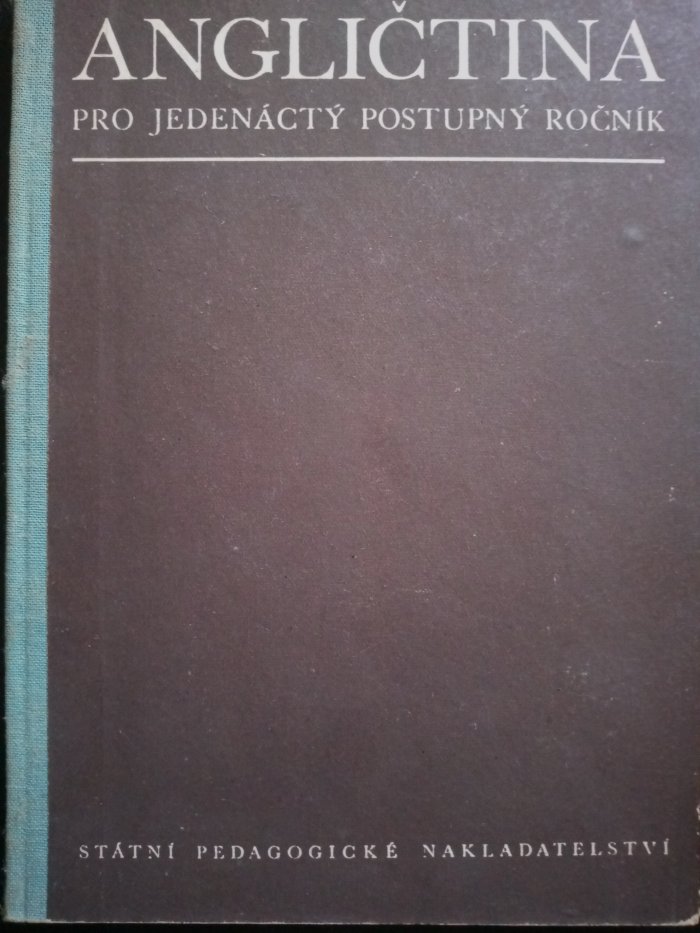 ANGLIČTINA
PRO JEDENÁCTÝ POSTUPNÝ ROČNÍK
STÁTNÍ PEDAGOGICKÉ NAKLADATELSTVÍ